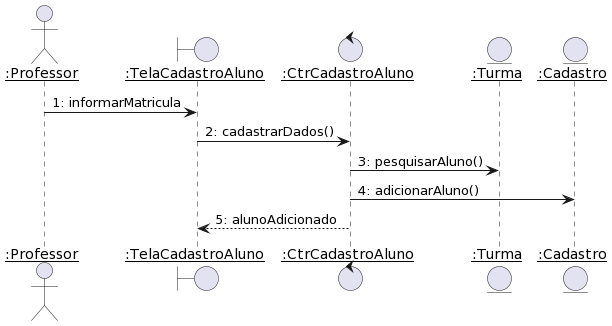 :Professor :TelaCadastroAluno :CtrCadastroAluno :Turma :Cadastro
1: informarMatricula
2: cadastrarDados()
3: pesquisarAluno()
4: adicionarAluno()
5: alunoAdicionado
:Professor :TelaCadastroAluno :CtrCadastroAluno :Turma :Cadastro